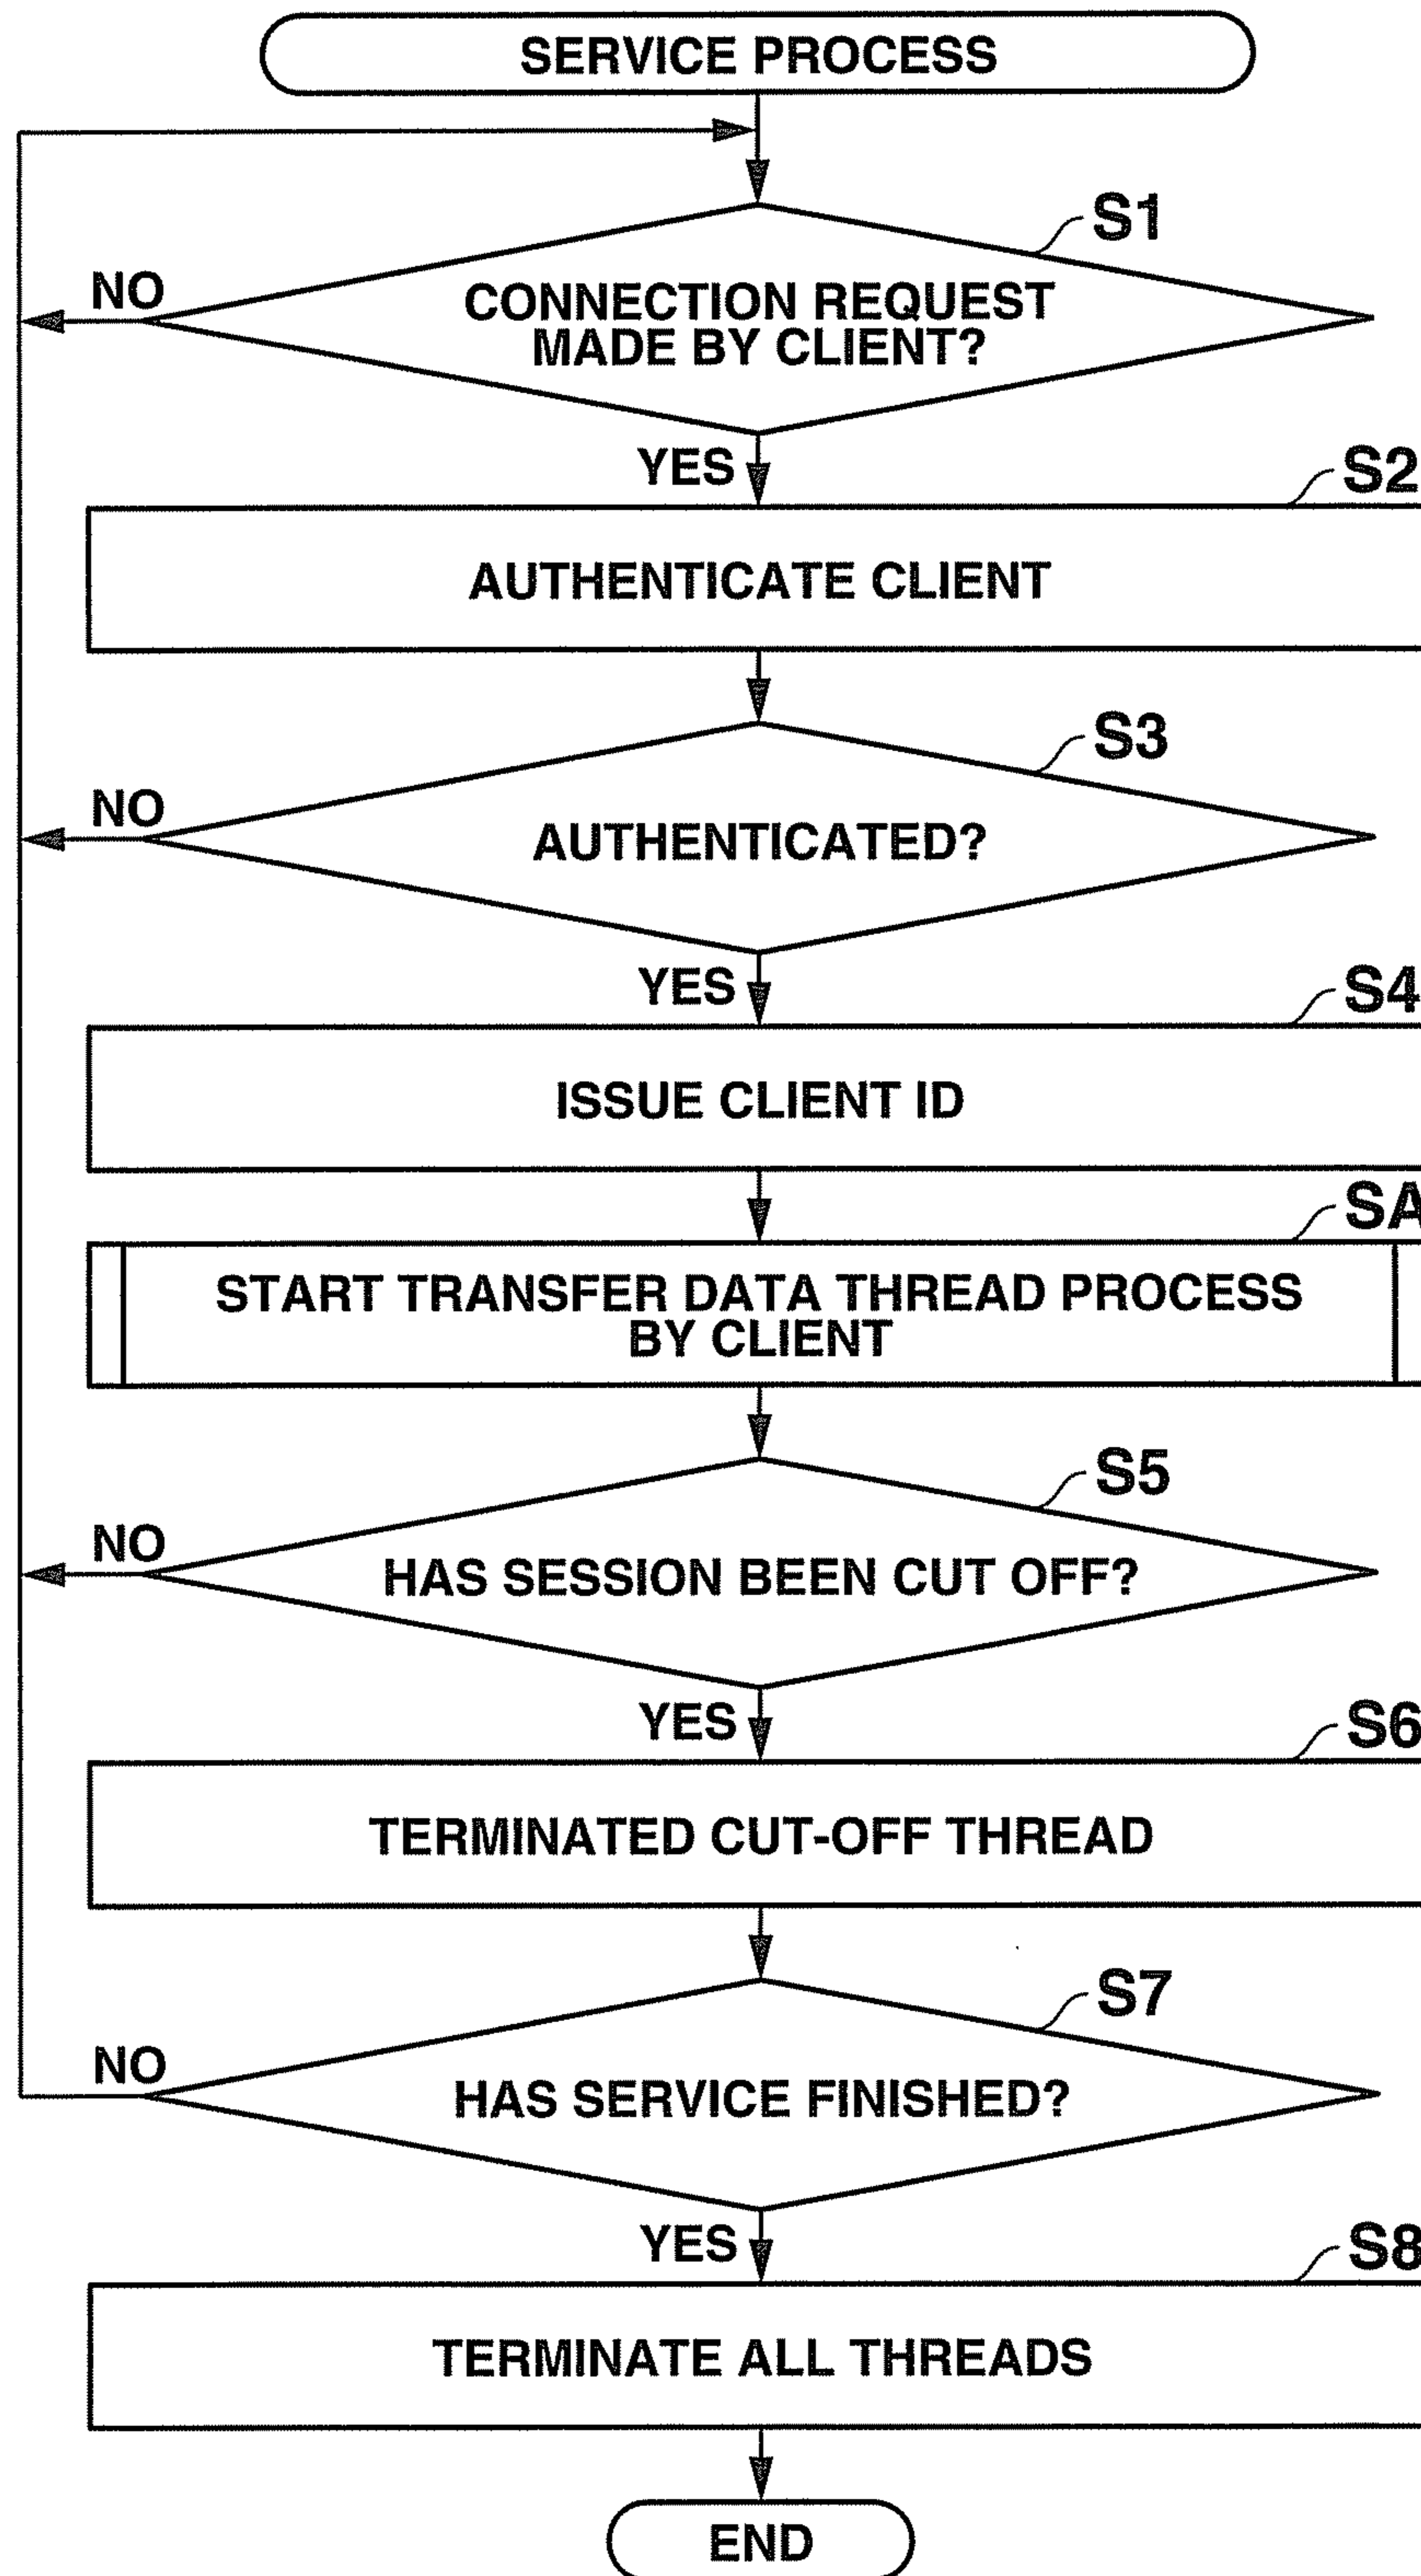 SERVICE PROCESS
S1
NO
CONNECTION REQUEST
MADE BY CLIENT?
YES
S2
AUTHENTICATE CLIENT
S3
NO
AUTHENTICATED?
YES
S4
ISSUE CLIENT ID
SA
START TRANSFER DATA THREAD PROCESS
BY CLIENT
S5
NO
HAS SESSION BEEN CUT OFF?
YES
S6
TERMINATED CUT-OFF THREAD
S7
NO
HAS SERVICE FINISHED?
YES
S8
TERMINATE ALL THREADS
END